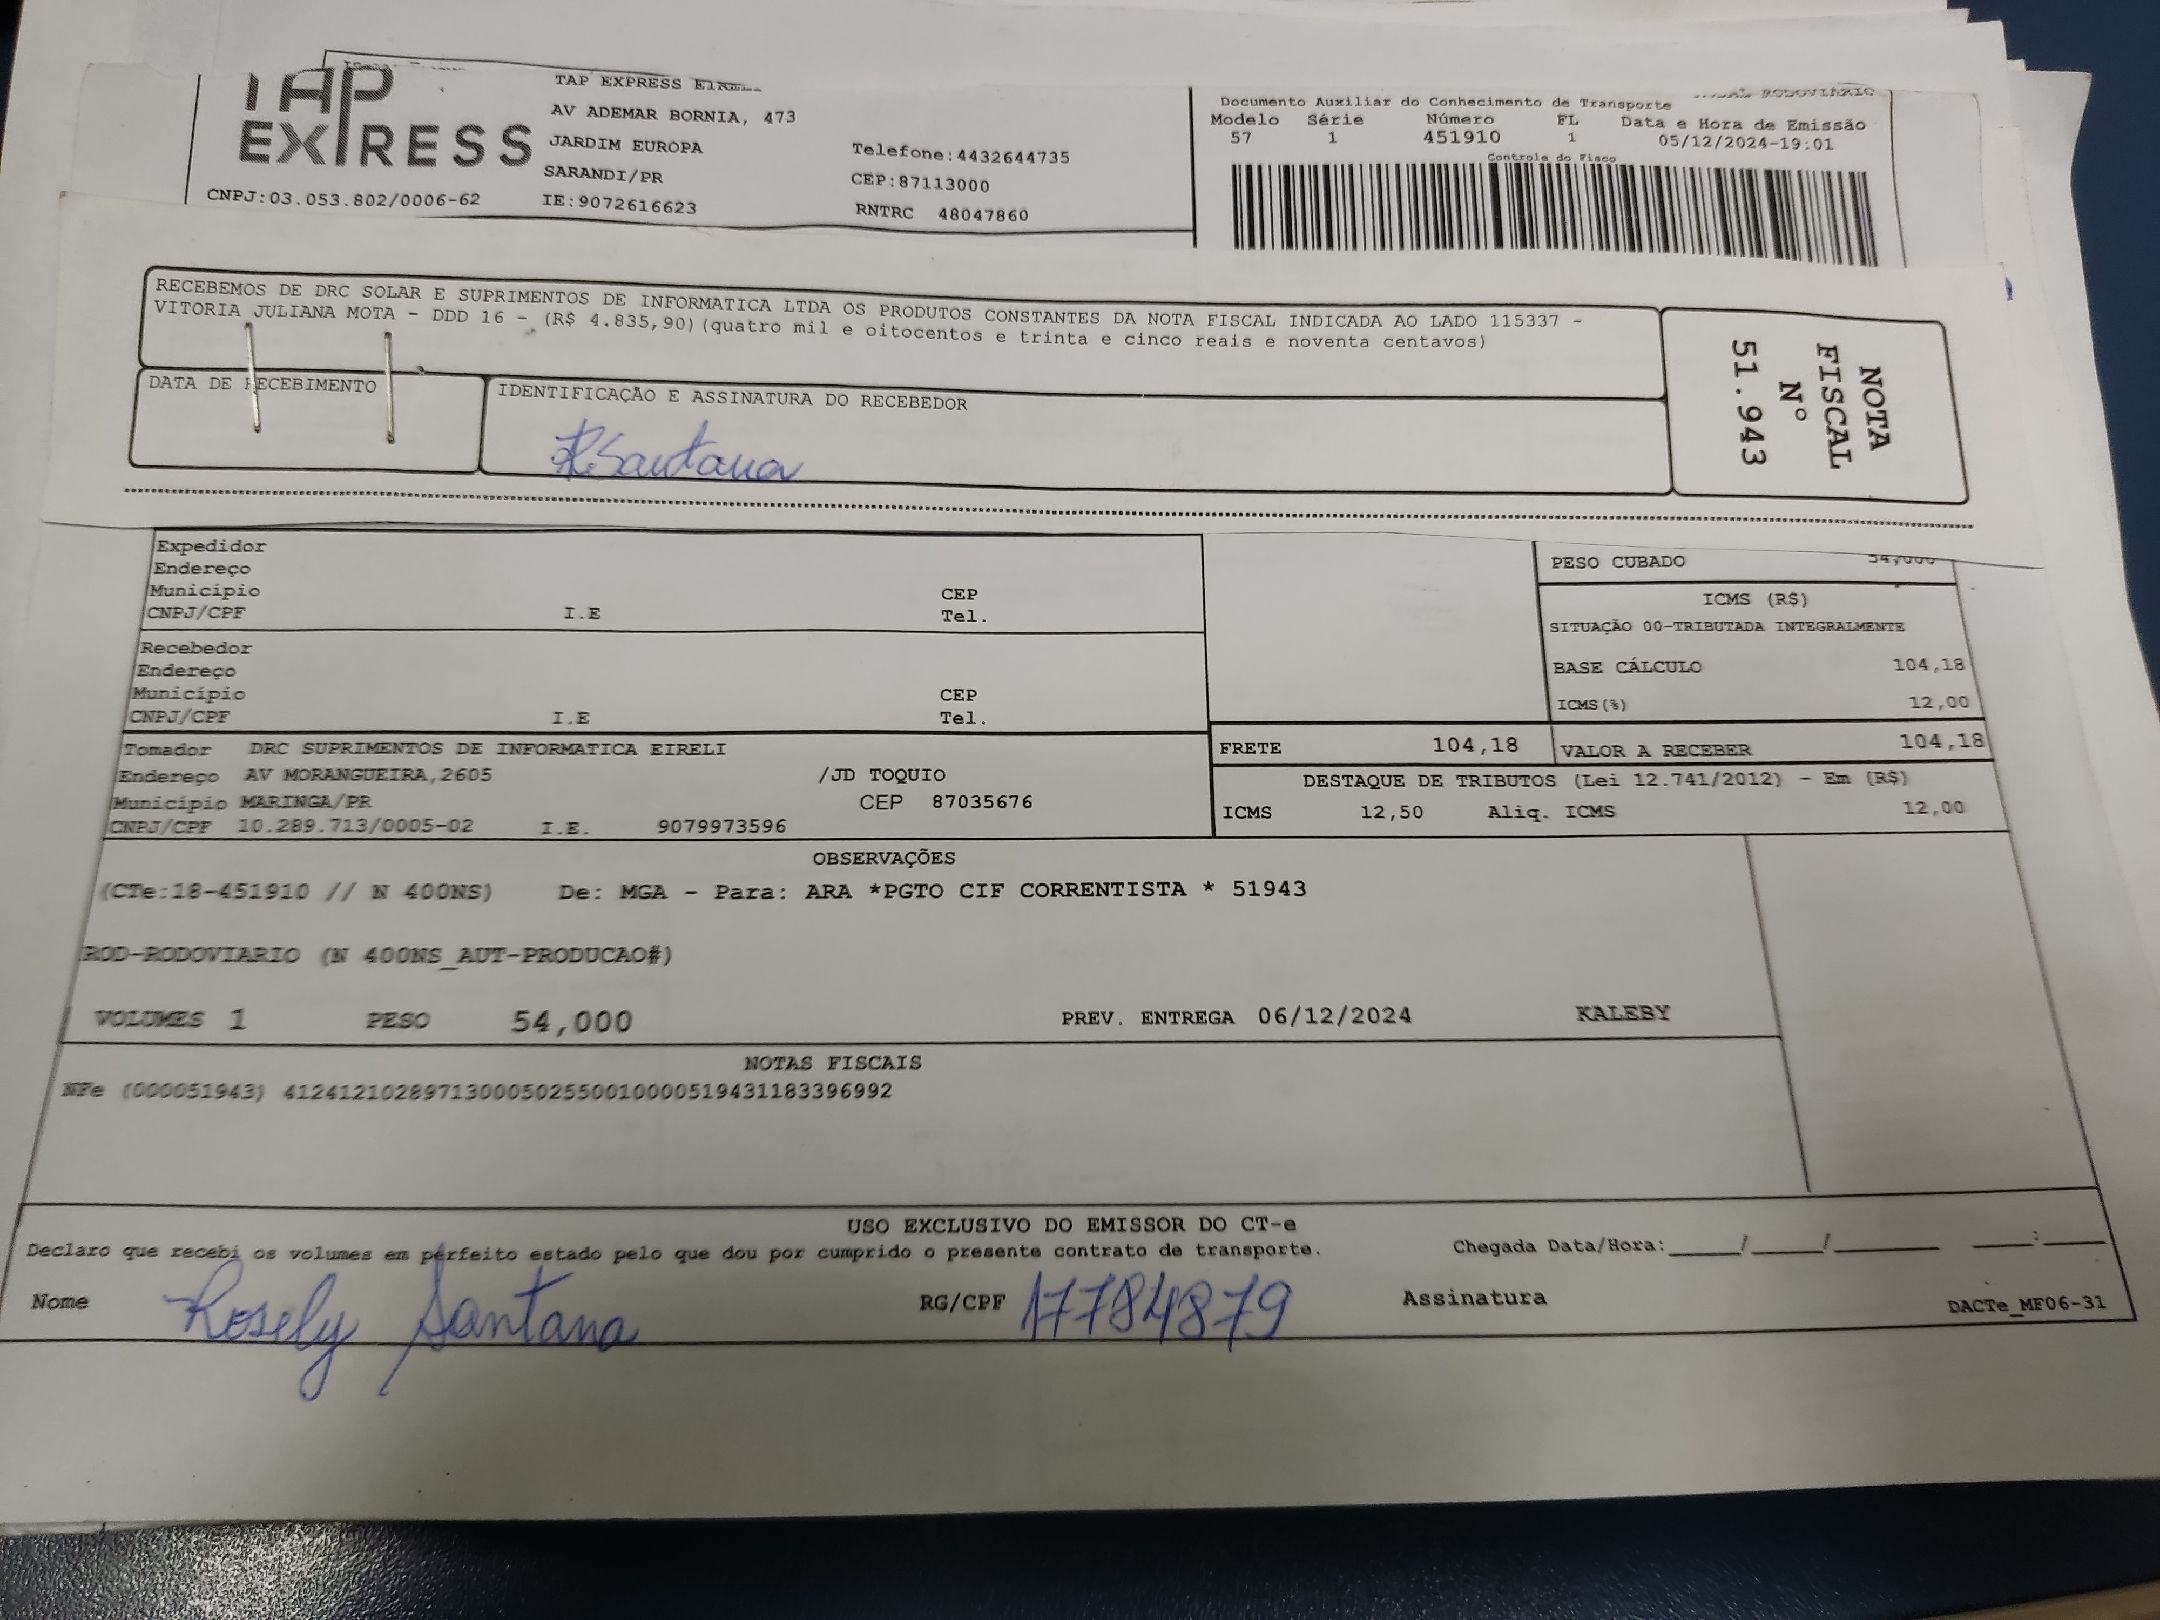 TAP EXPRESS
TAP EXPRESS EIRELI
AV ADEMAR BORNIA, 473
JARDIM EUROPA
SARANDI/PR
CNPJ:03.053.802/0006-62 IE:9072616623
Telefone:4432644735
CEP:87113000
RNTRC 48047860
Documento Auxiliar do Conhecimento de Transporte
Modelo Série Número FL Data e Hora de Emissão
57 1 451910 1 05/12/2024-19:01
Controle do Fisco
RECEBEMOS DE DRC SOLAR E SUPRIMENTOS DE INFORMATICA LTDA OS PRODUTOS CONSTANTES DA NOTA FISCAL INDICADA AO LADO 115337 -
VITORIA JULIANA MOTA - DDD 16 - (R$ 4.835,90)(quatro mil e oitocentos e trinta e cinco reais e noventa centavos)
DATA DE RECEBIMENTO
IDENTIFICAÇÃO E ASSINATURA DO RECEBEDOR
RSantana
NOTA
FISCAL
Nº
51.943
Expedidor
Endereço
Município CEP
CNPJ/CPF I.E Tel.
Recebedor
Endereço
Município CEP
CNPJ/CPF I.E Tel.
PESO CUBADO 54,000
ICMS (R$)
SITUAÇÃO 00-TRIBUTADA INTEGRALMENTE
BASE CÁLCULO 104,18
ICMS(%) 12,00
Tomador DRC SUPRIMENTOS DE INFORMATICA EIRELI
Endereço AV MORANGUEIRA,2605 /JD TOQUIO
Município MARINGA/PR CEP 87035676
CNPJ/CPF 10.289.713/0005-02 I.E. 9079973596
FRETE 104,18 VALOR A RECEBER 104,18
DESTAQUE DE TRIBUTOS (Lei 12.741/2012) - Em (R$)
ICMS 12,50 Aliq. ICMS 12,00
OBSERVAÇÕES
(CTe:18-451910 // N 400NS) De: MGA - Para: ARA *PGTO CIF CORRENTISTA * 51943
ROD-RODOVIARIO (N 400NS_AUT-PRODUCAO#)
VOLUMES 1 PESO 54,000 PREV. ENTREGA 06/12/2024 KALEBY
NOTAS FISCAIS
NFe (000051943) 41241210289713000502550010000519431183396992
USO EXCLUSIVO DO EMISSOR DO CT-e
Declaro que recebi os volumes em perfeito estado pelo que dou por cumprido o presente contrato de transporte. Chegada Data/Hora:____/____/______ ___:___
Nome Rosely Santana RG/CPF 17784879 Assinatura DACTe_MF06-31